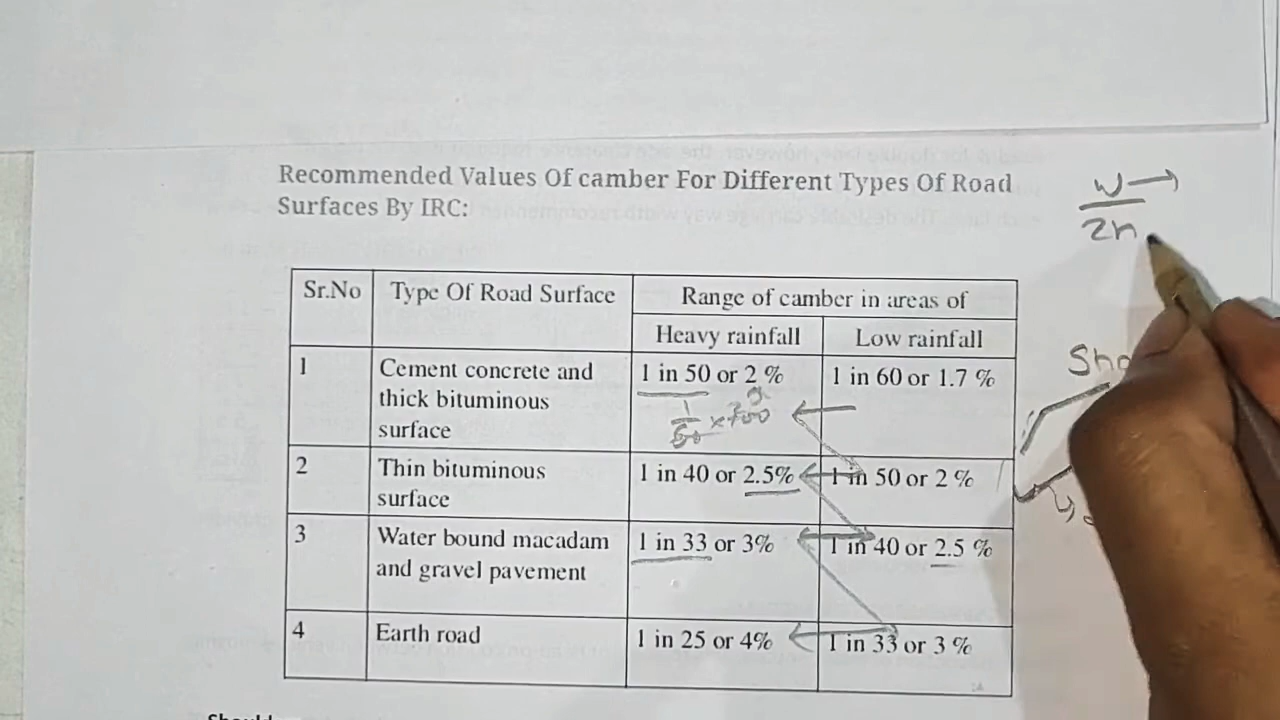 Recommended Values Of camber For Different Types Of Road
Surfaces By IRC:
W
2n
Sr.No Type Of Road Surface Range of camber in areas of
Heavy rainfall Low rainfall
1 Cement concrete and 1 in 50 or 2 % 1 in 60 or 1.7 %
thick bituminous
surface
2 Thin bituminous 1 in 40 or 2.5% 1 in 50 or 2 %
surface
3 Water bound macadam 1 in 33 or 3% 1 in 40 or 2.5 %
and gravel pavement
4 Earth road 1 in 25 or 4% 1 in 33 or 3 %